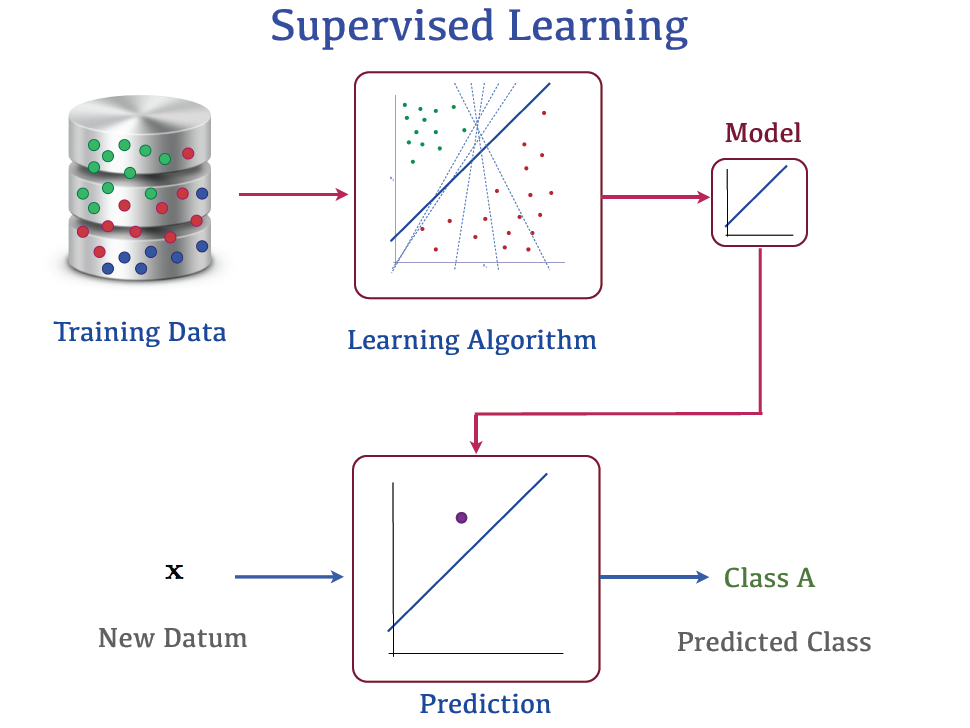 Supervised Learning
Model
Training Data
Learning Algorithm
x
Class A
New Datum
Predicted Class
Prediction